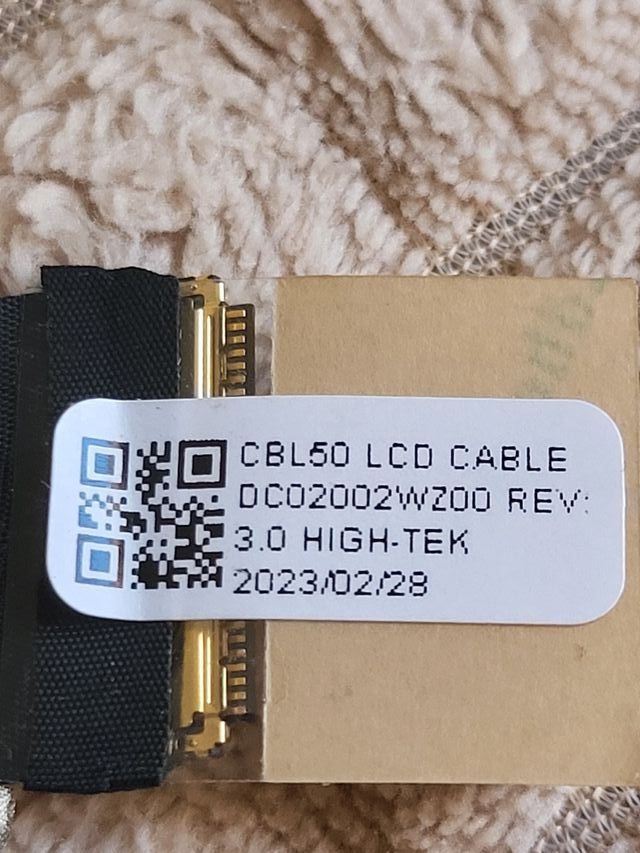 CBL50 LCD CABLE
DC02002WZ00 REV:
3.0 HIGH-TEK
2023/02/28